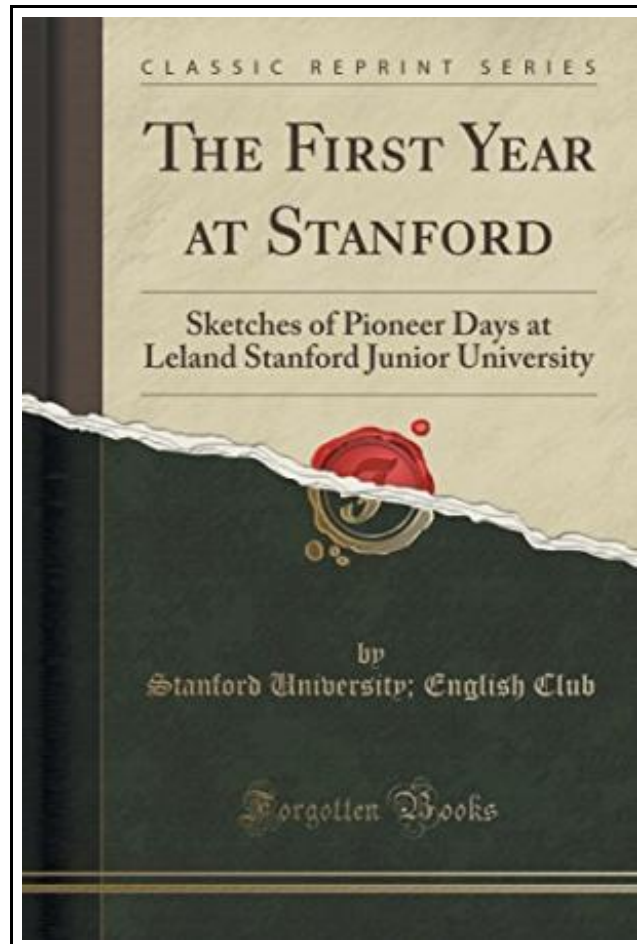 CLASSIC REPRINT SERIES
THE FIRST YEAR
AT STANFORD
Sketches of Pioneer Days at
Leland Stanford Junior University
by
Stanford University; English Club
Forgotten Books